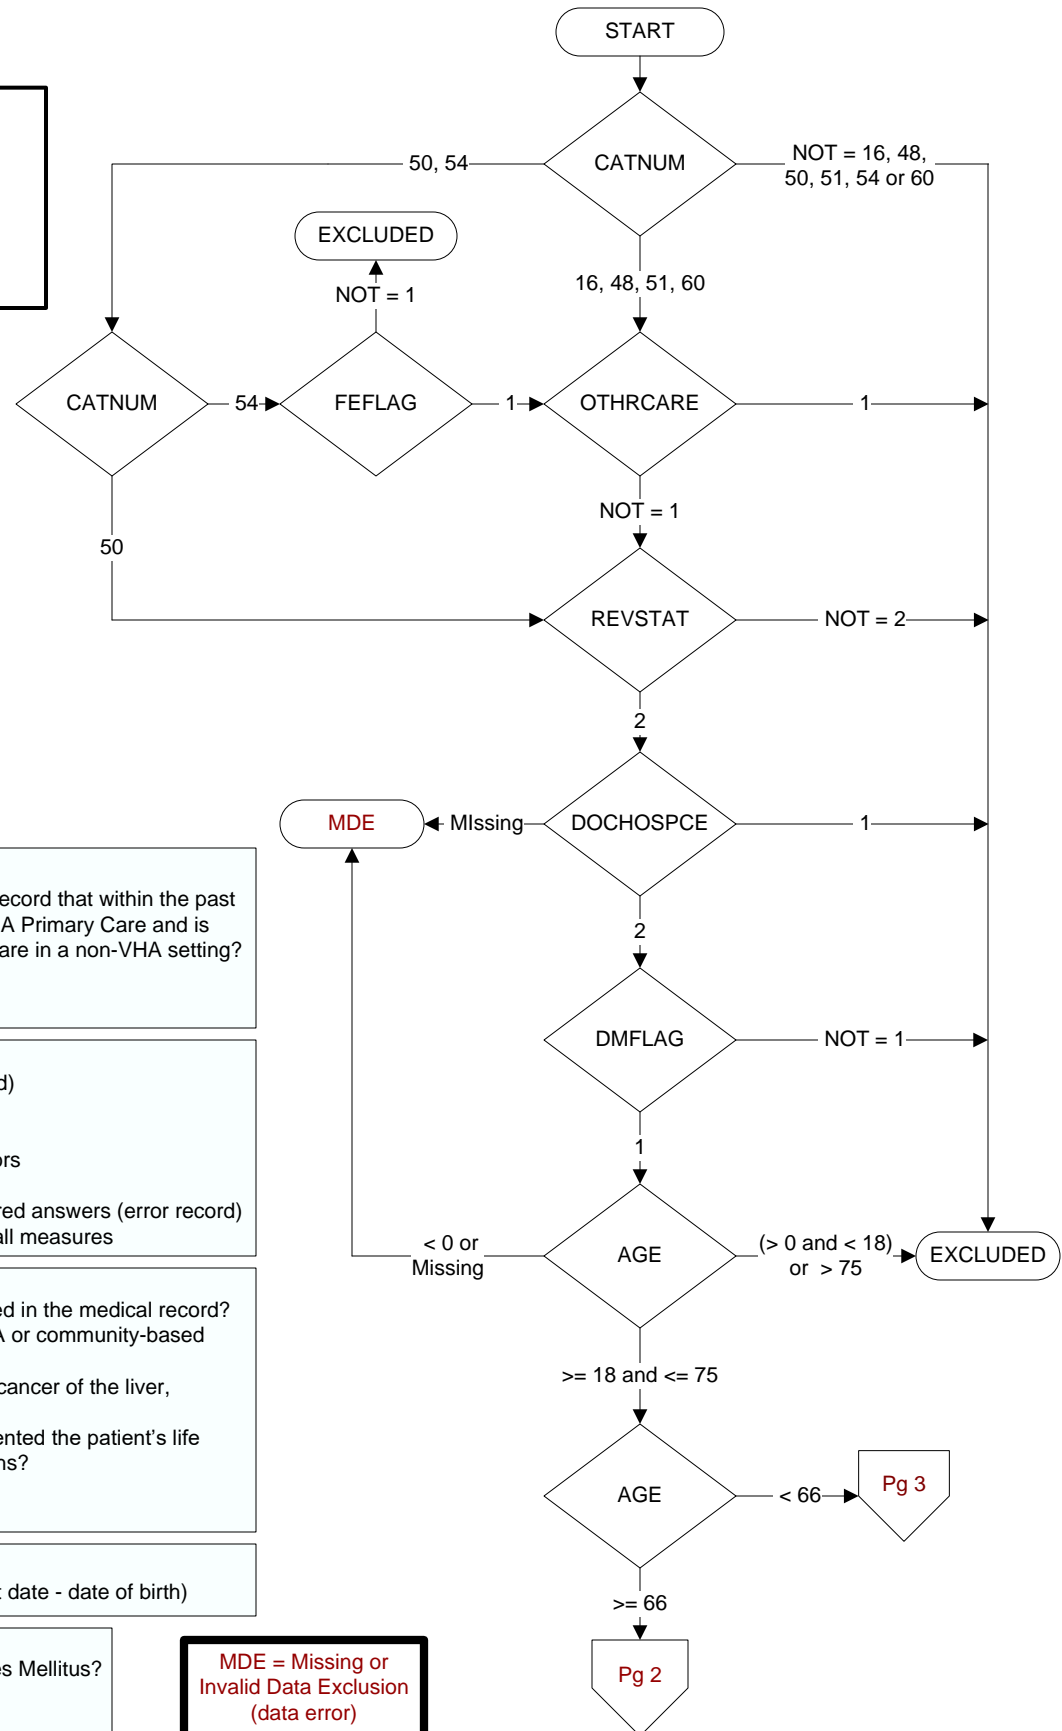 START
CATNUM
50, 54
NOT = 16, 48,
50, 51, 54 or 60
EXCLUDED
NOT = 1
16, 48, 51, 60
CATNUM
54
FEFLAG
1
OTHRCARE
1
NOT = 1
50
REVSTAT
NOT = 2
2
MDE
MIssing
DOCHOSPCE
1
2
ecord that within the past
A Primary Care and is
are in a non-VHA setting?
DMFLAG
NOT = 1
d)
ors
red answers (error record)
all measures
1
< 0 or
Missing
AGE
(> 0 and < 18)
or > 75
EXCLUDED
ed in the medical record?
A or community-based
cancer of the liver,
ented the patient's life
ns?
>= 18 and <= 75
AGE
< 66
Pg 3
t date - date of birth)
>= 66
es Mellitus?
MDE = Missing or
Invalid Data Exclusion
(data error)
Pg 2